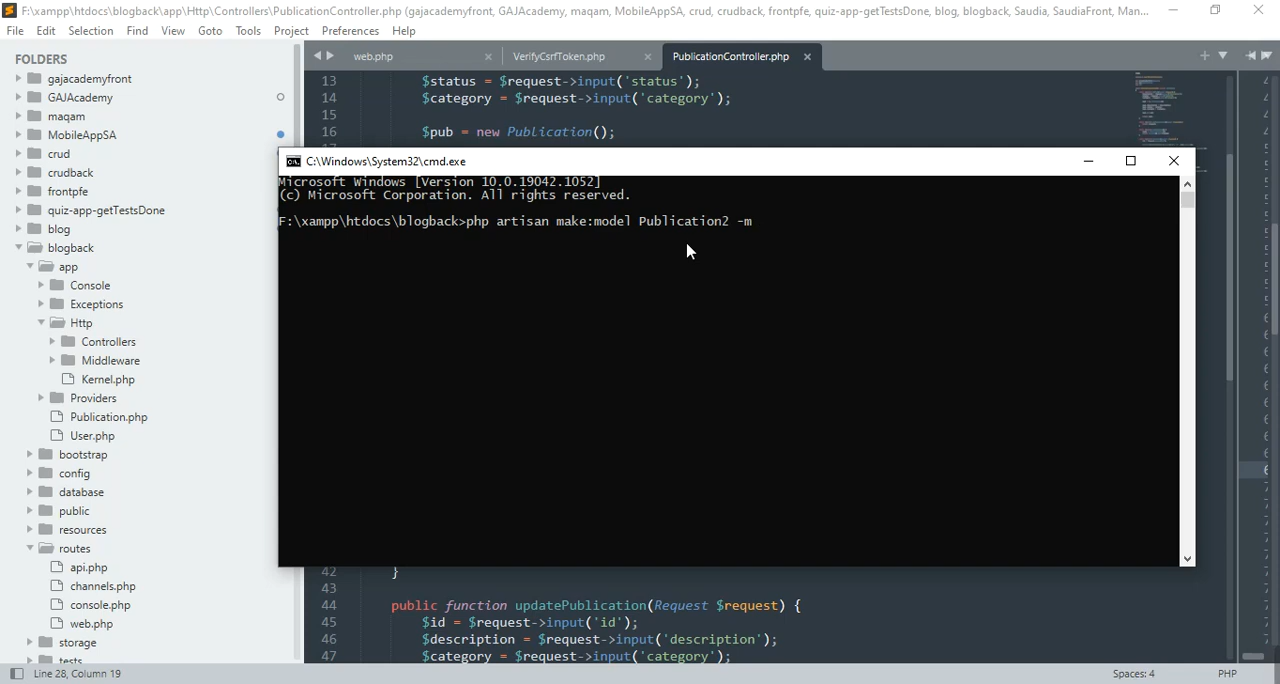 F:\xampp\htdocs\blogback\app\Http\Controllers\PublicationController.php (gajacademyfront, GAJAcademy, maqam, MobileAppSA, crud, crudback, frontpfe, quiz-app-getTestsDone, blog, blogback, Saudia, SaudiaFront, Man...
File Edit Selection Find View Goto Tools Project Preferences Help
FOLDERS
gajacademyfront
GAJAcademy
maqam
MobileAppSA
crud
crudback
frontpfe
quiz-app-getTestsDone
blog
blogback
app
Console
Exceptions
Http
Controllers
Middleware
Kernel.php
Providers
Publication.php
User.php
bootstrap
config
database
public
resources
routes
api.php
channels.php
console.php
web.php
storage
tests
web.php VerifyCsrfToken.php PublicationController.php
13 $status = $request->input('status');
14 $category = $request->input('category');
15
16 $pub = new Publication();
C:\Windows\System32\cmd.exe
Microsoft Windows [Version 10.0.19042.1052]
(c) Microsoft Corporation. All rights reserved.
F:\xampp\htdocs\blogback>php artisan make:model Publication2 -m
42 }
43
44 public function updatePublication(Request $request) {
45 $id = $request->input('id');
46 $description = $request->input('description');
47 $category = $request->input('category');
Line 28, Column 19 Spaces: 4 PHP